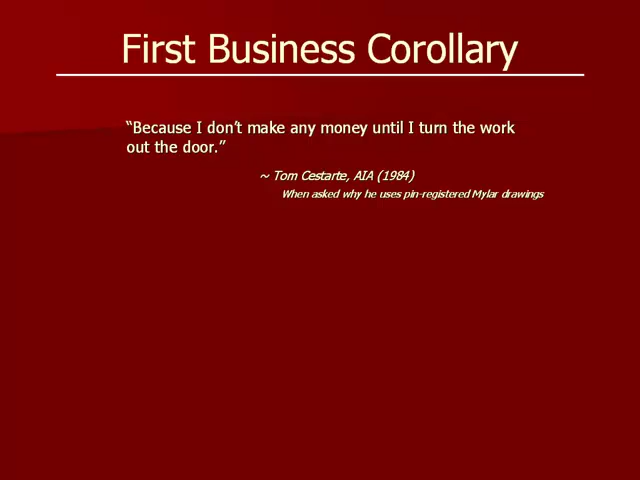 First Business Corollary
“Because I don’t make any money until I turn the work
out the door.”
~ Tom Cestarte, AIA (1984)
When asked why he uses pin-registered Mylar drawings